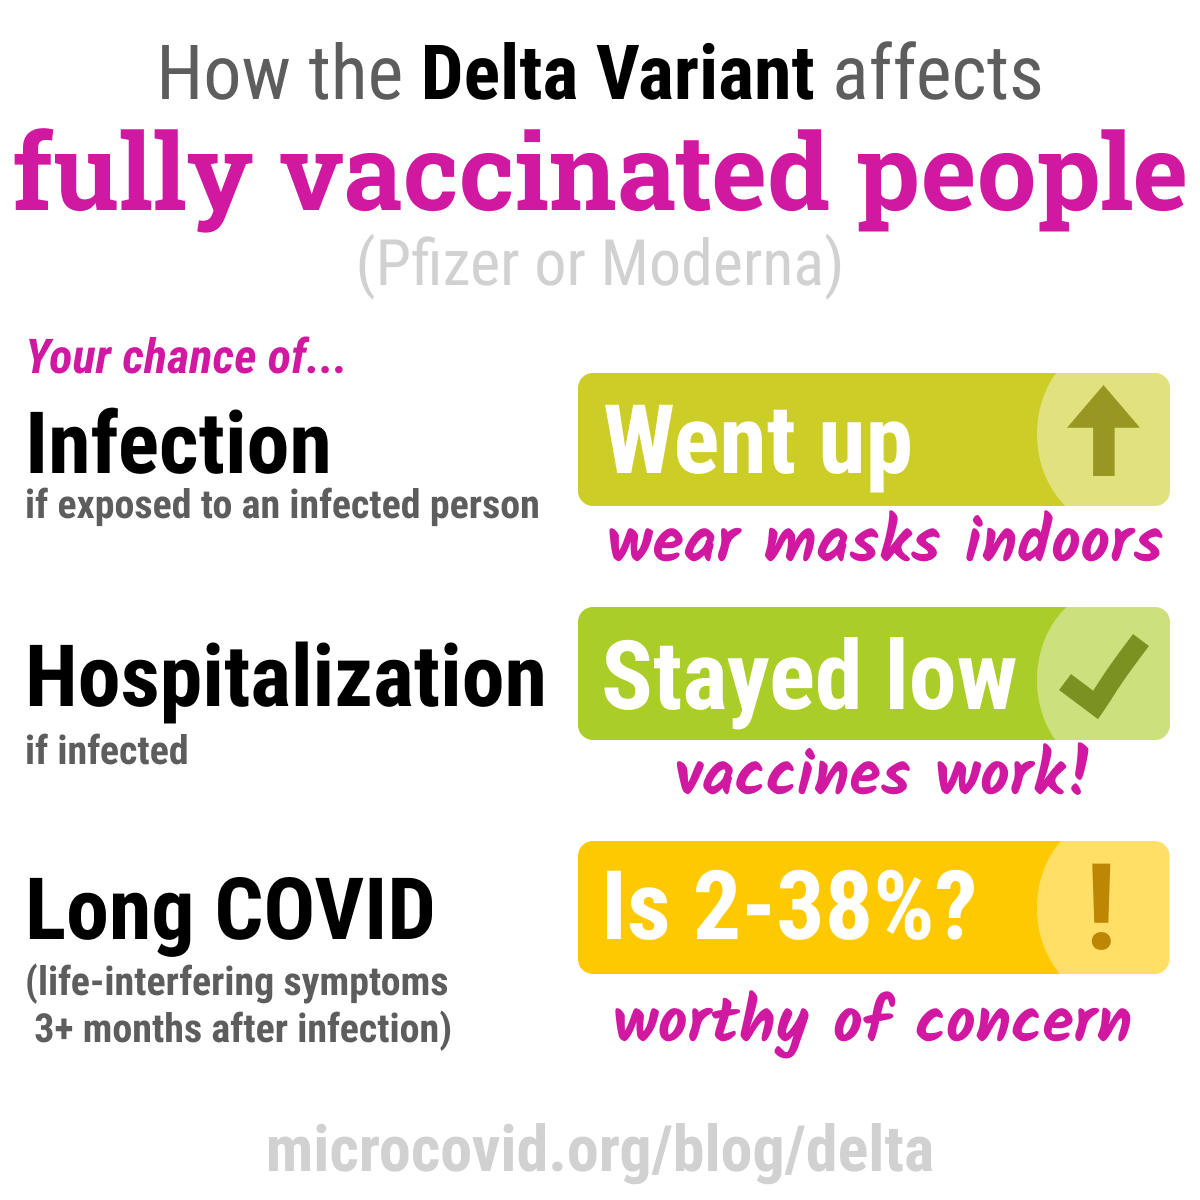 How the Delta Variant affects
fully vaccinated people
(Pfizer or Moderna)
Your chance of...
Infection
if exposed to an infected person
Went up
wear masks indoors
Hospitalization
if infected
Stayed low
vaccines work!
Long COVID
(life-interfering symptoms
3+ months after infection)
Is 2-38%?
!
worthy of concern
microcovid.org/blog/delta